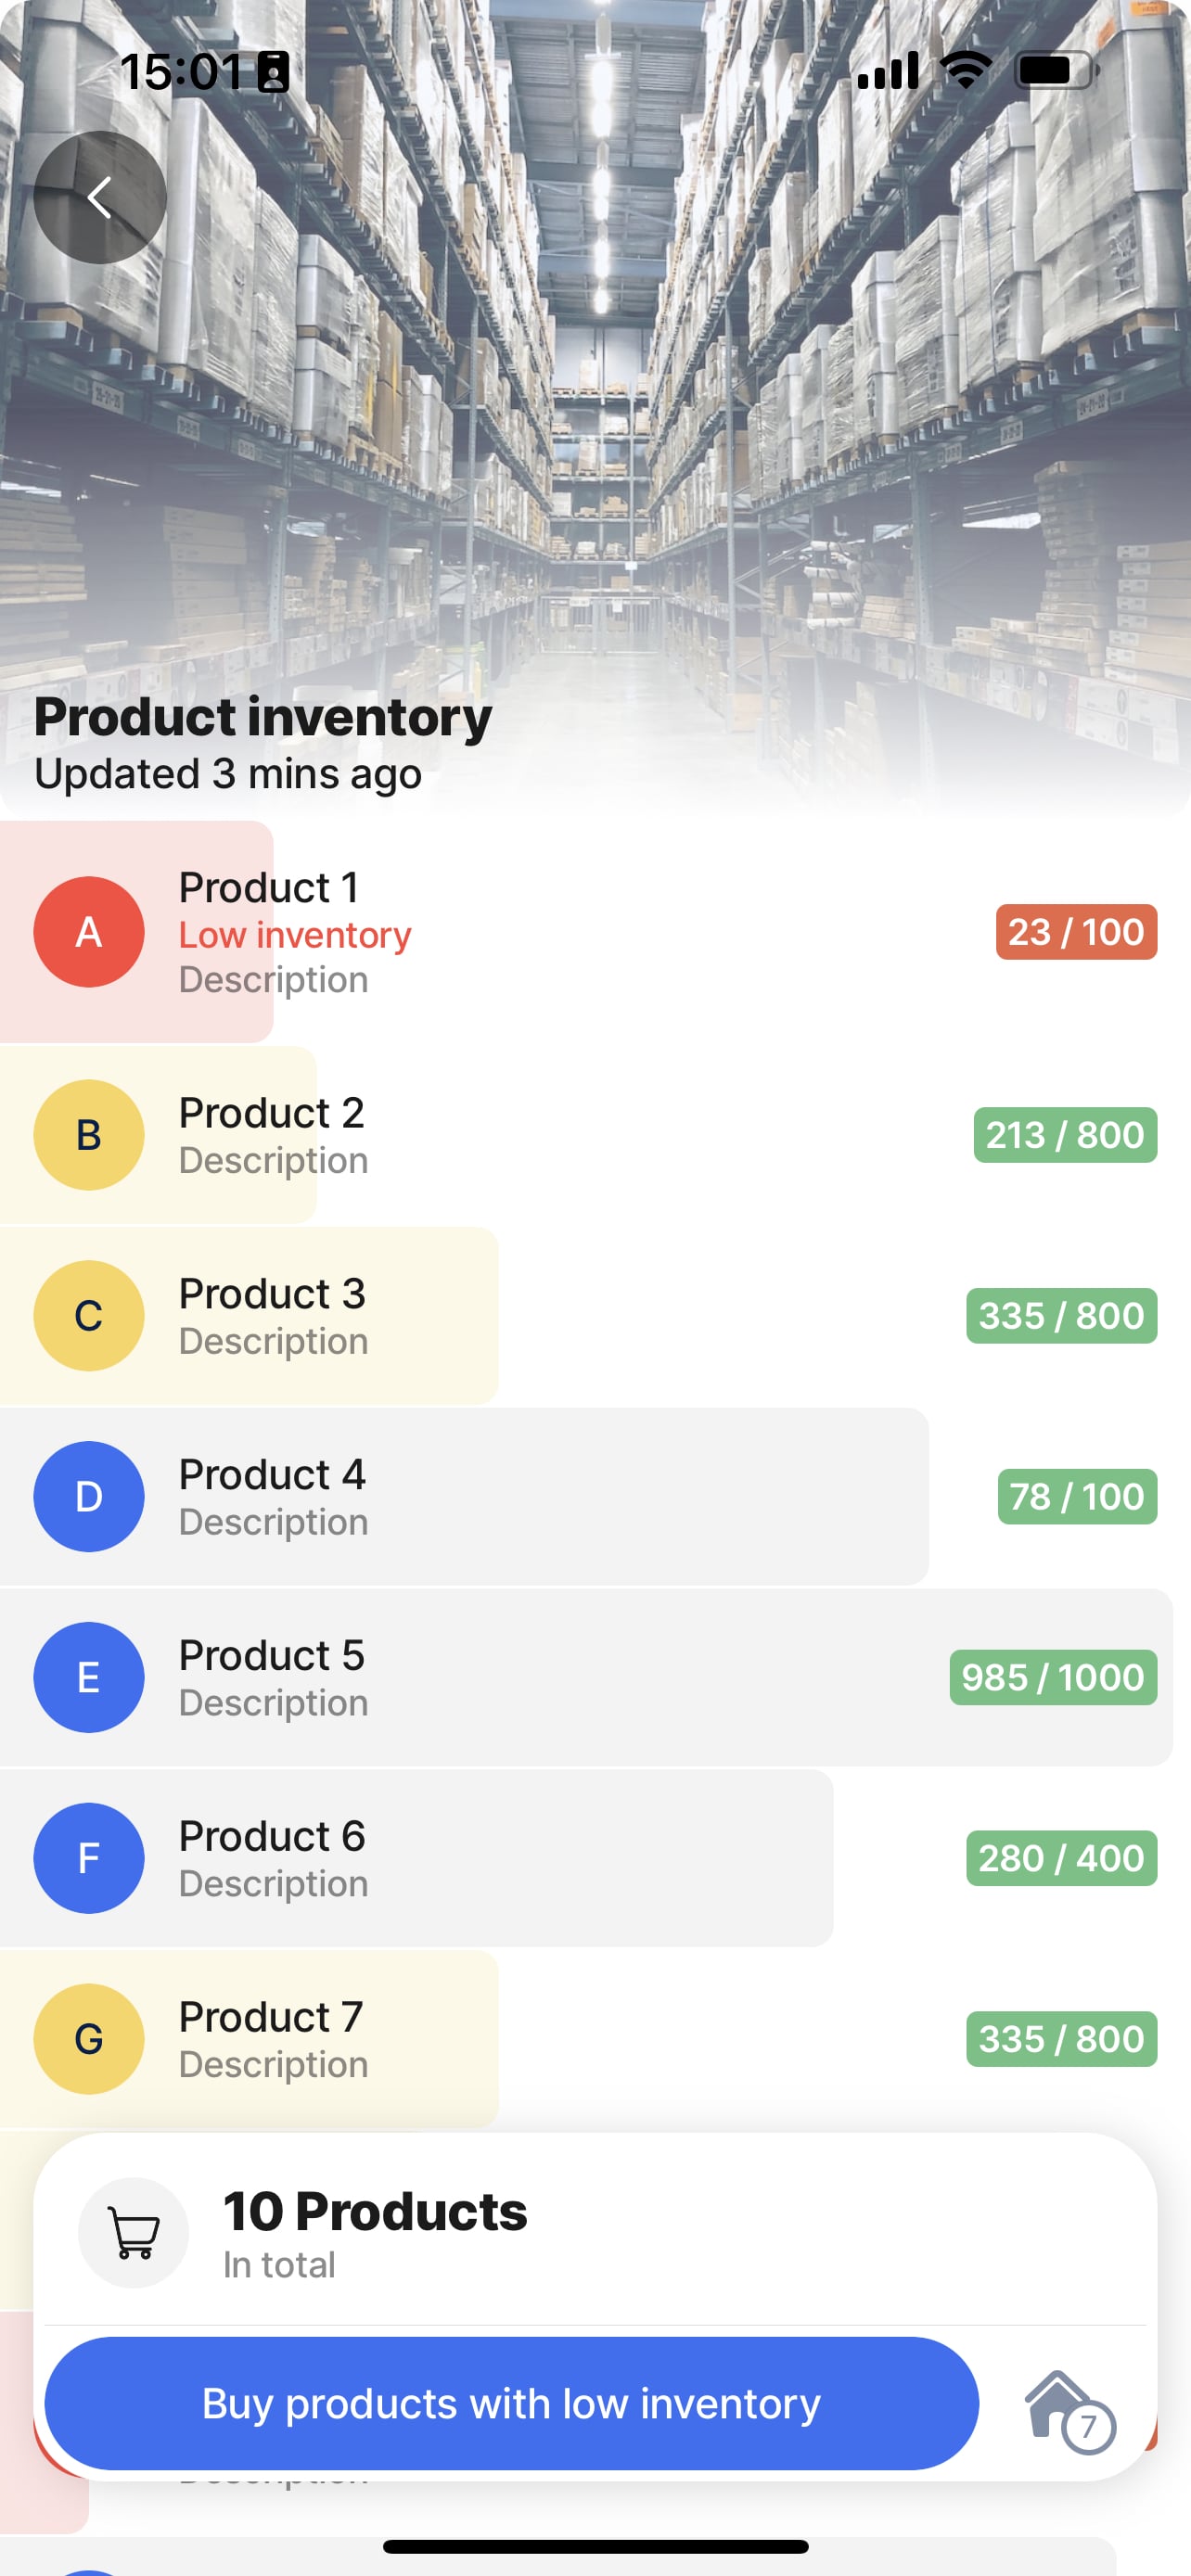 15:01
Product inventory
Updated 3 mins ago
A
Product 1
Low inventory
Description
23 / 100
B
Product 2
Description
213 / 800
C
Product 3
Description
335 / 800
D
Product 4
Description
78 / 100
E
Product 5
Description
985 / 1000
F
Product 6
Description
280 / 400
G
Product 7
Description
335 / 800
10 Products
In total
Buy products with low inventory
7